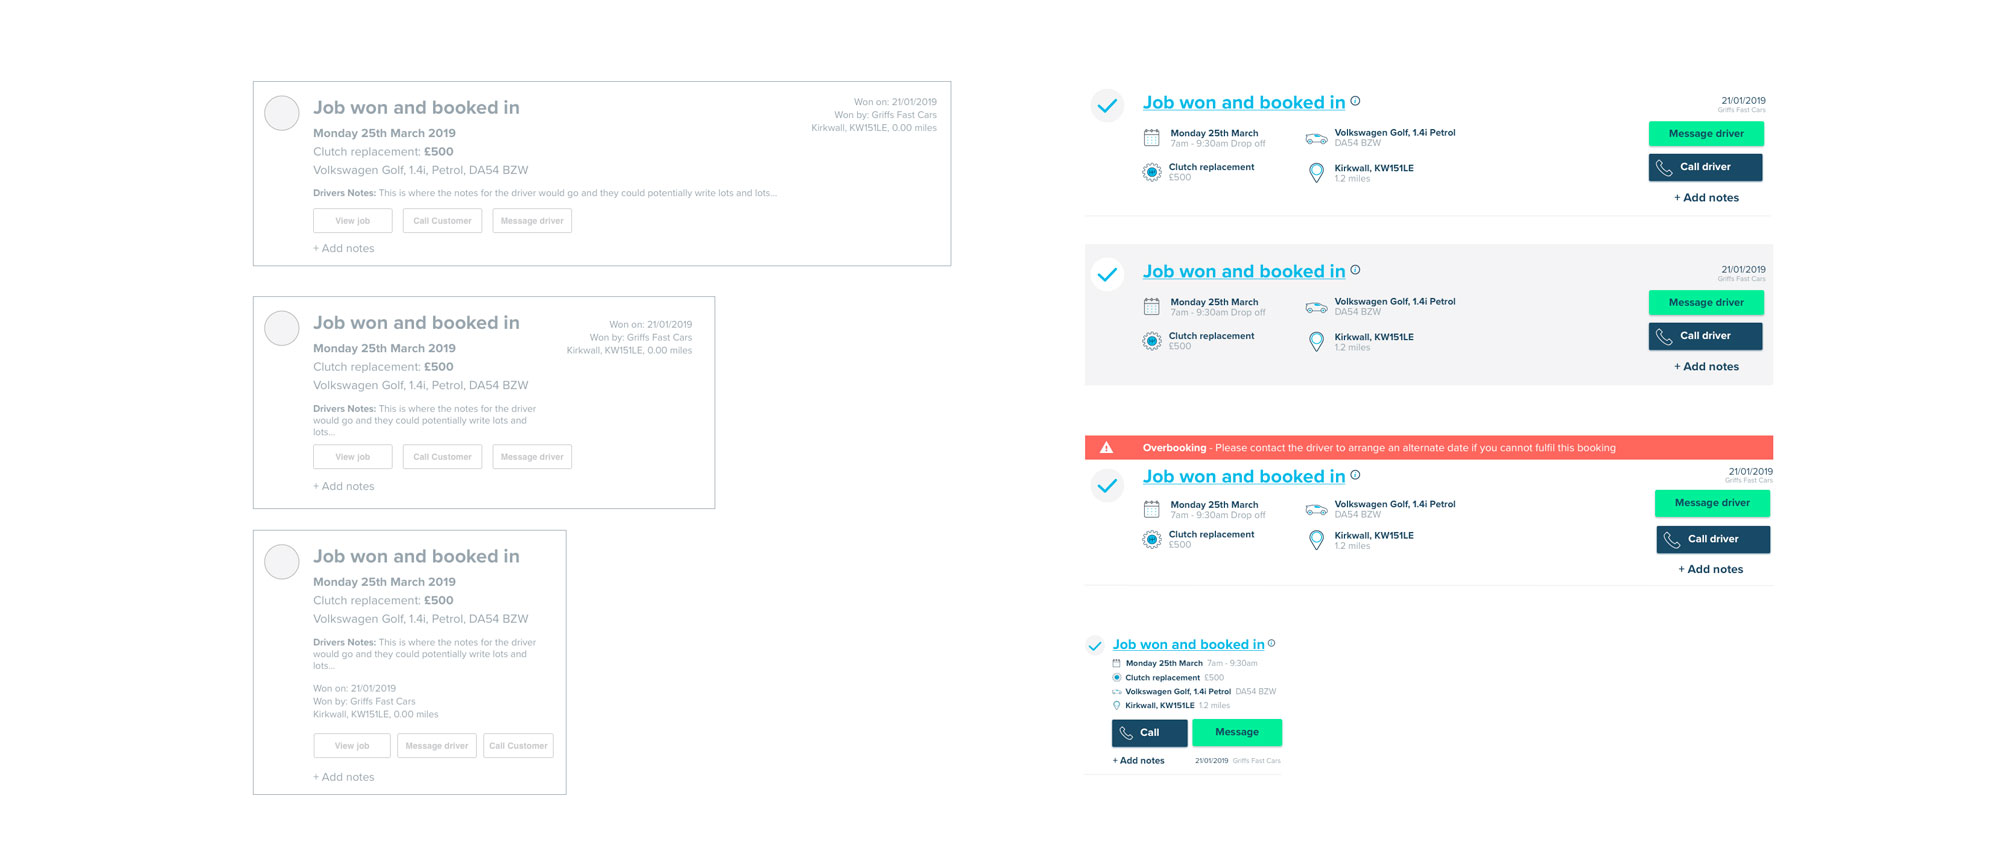 Job won and booked in
Won on: 21/01/2019
Won by: Griffs Fast Cars
Kirkwall, KW151LE, 0.00 miles
Monday 25th March 2019
Clutch replacement: £500
Volkswagen Golf, 1.4i, Petrol, DA54 BZW
Drivers Notes: This is where the notes for the driver would go and they could potentially write lots and lots...
View job
Call Customer
Message driver
+ Add notes
Job won and booked in
Won on: 21/01/2019
Won by: Griffs Fast Cars
Kirkwall, KW151LE, 0.00 miles
Monday 25th March 2019
Clutch replacement: £500
Volkswagen Golf, 1.4i, Petrol, DA54 BZW
Drivers Notes: This is where the notes for the driver
would go and they could potentially write lots and
lots...
View job
Call Customer
Message driver
+ Add notes
Job won and booked in
Monday 25th March 2019
Clutch replacement: £500
Volkswagen Golf, 1.4i, Petrol, DA54 BZW
Drivers Notes: This is where the notes for the driver
would go and they could potentially write lots and
lots...
Won on: 21/01/2019
Won by: Griffs Fast Cars
Kirkwall, KW151LE, 0.00 miles
View job
Message driver
Call Customer
+ Add notes
Job won and booked in
Monday 25th March
7am - 9:30am Drop off
Volkswagen Golf, 1.4i Petrol
DA54 BZW
Clutch replacement
£500
Kirkwall, KW151LE
1.2 miles
21/01/2019
Griffs Fast Cars
Message driver
Call driver
+ Add notes
Job won and booked in
Monday 25th March
7am - 9:30am Drop off
Volkswagen Golf, 1.4i Petrol
DA54 BZW
Clutch replacement
£500
Kirkwall, KW151LE
1.2 miles
21/01/2019
Griffs Fast Cars
Message driver
Call driver
+ Add notes
Overbooking - Please contact the driver to arrange an alternate date if you cannot fulfil this booking
Job won and booked in
Monday 25th March
7am - 9:30am Drop off
Volkswagen Golf, 1.4i Petrol
DA54 BZW
Clutch replacement
£500
Kirkwall, KW151LE
1.2 miles
21/01/2019
Griffs Fast Cars
Message driver
Call driver
+ Add notes
Job won and booked in
Monday 25th March 7am - 9:30am
Clutch replacement £500
Volkswagen Golf, 1.4i Petrol DA54 BZW
Kirkwall, KW151LE 1.2 miles
Call
Message
+ Add notes
21/01/2019 Griffs Fast Cars